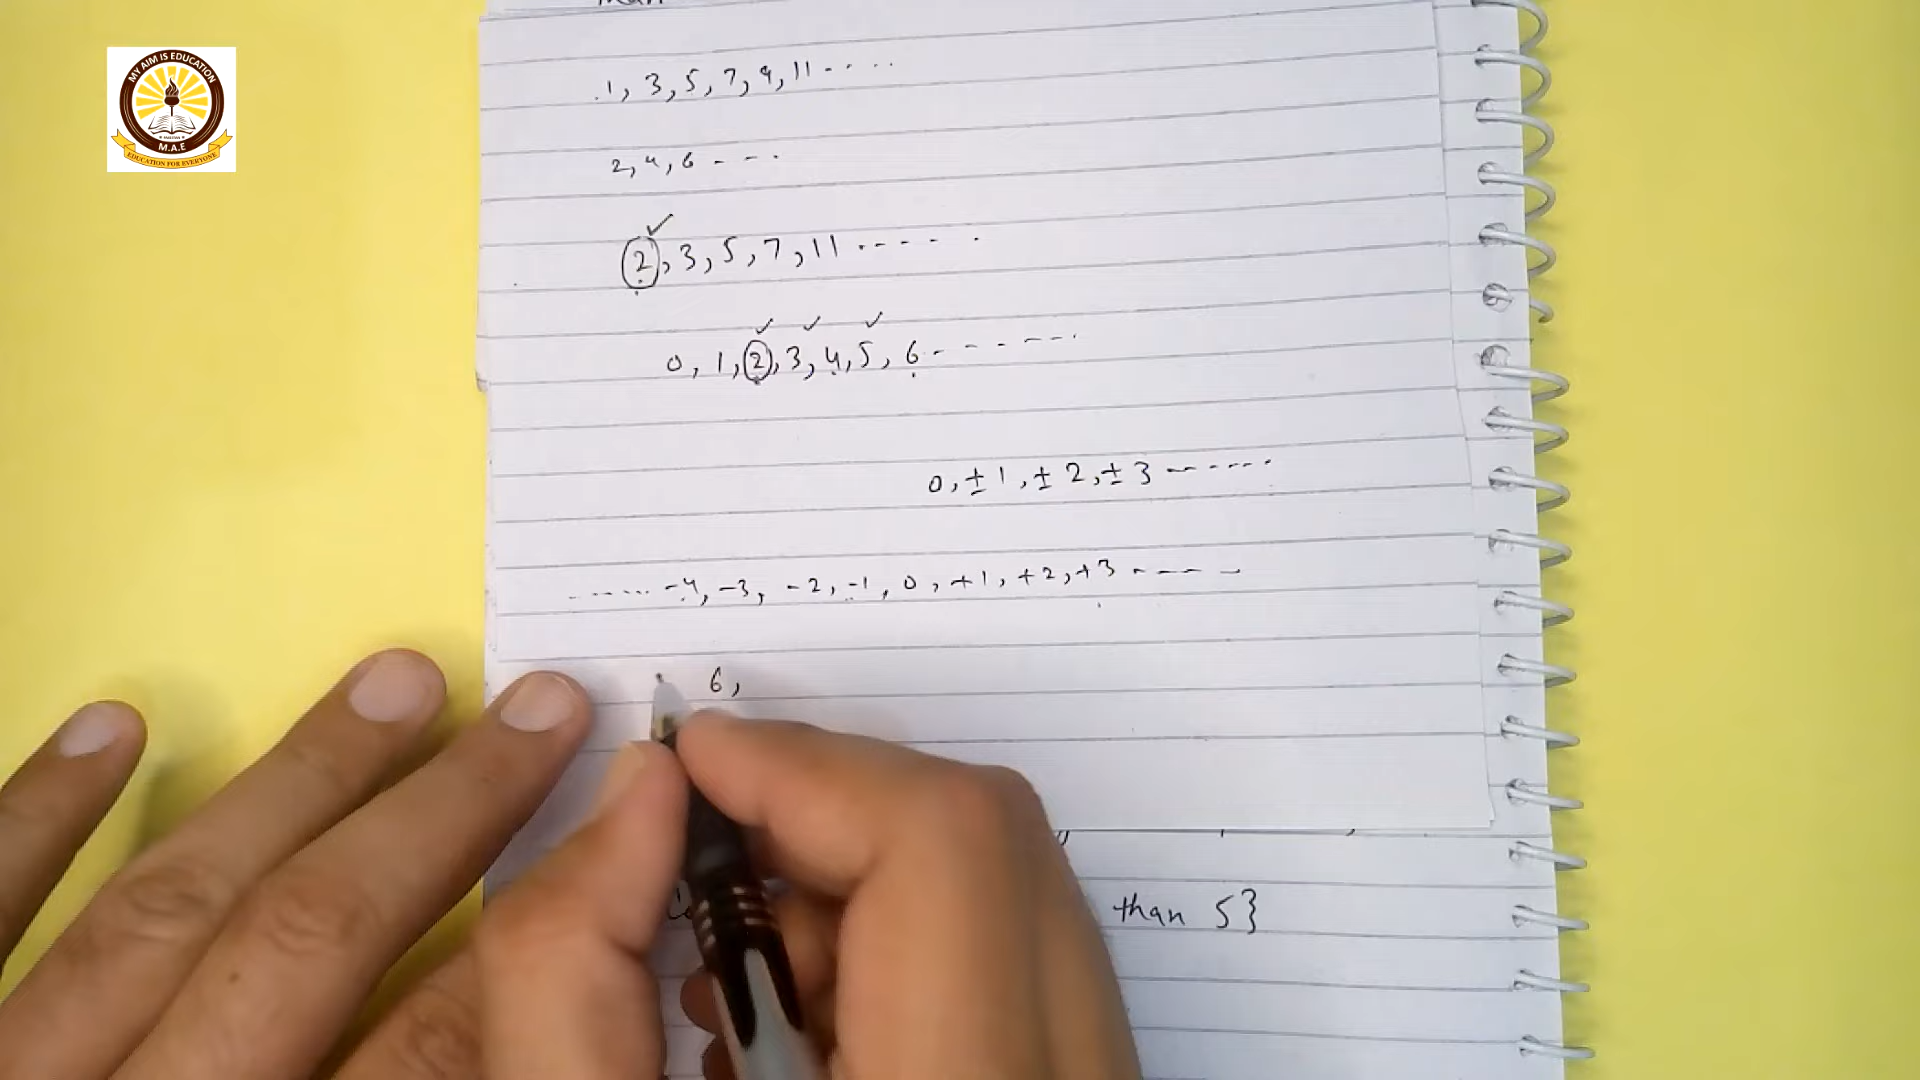 MY AIM IS EDUCATION
M.A.E
EDUCATION FOR EVERYONE
1, 3, 5, 7, 9, 11 - - - -
2, 4, 6 - - -
2, 3, 5, 7, 11 - - - - -
0, 1, 2, 3, 4, 5, 6 - - - - - -
0, ± 1, ± 2, ± 3 - - - - - -
- - - - - -4, -3, -2, -1, 0, +1, +2, +3 - - - - -
6,
than 5}